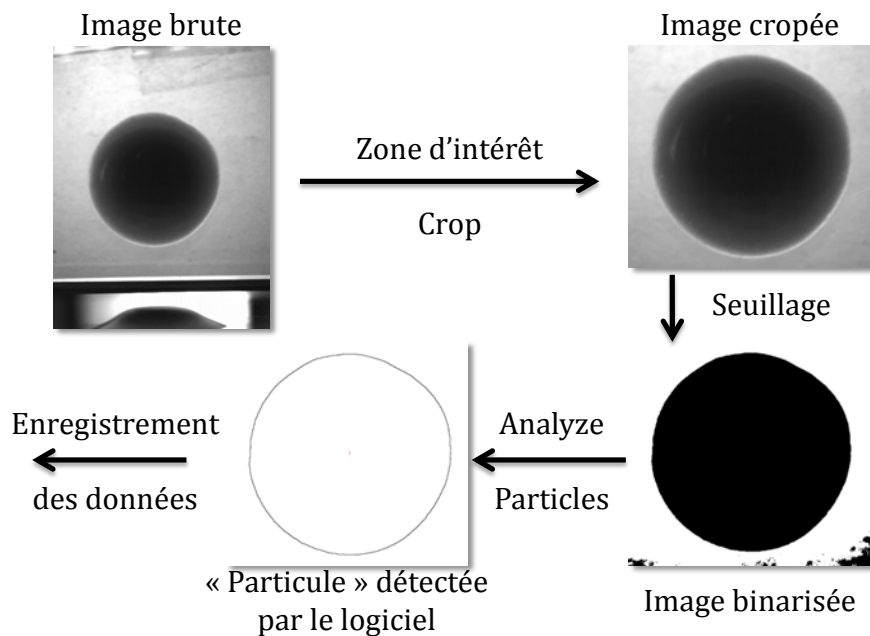 Image brute
Image cropée
Zone d'intérêt
Crop
Seuillage
Enregistrement
des données
Analyze
Particles
« Particule » détectée
par le logiciel
Image binarisée